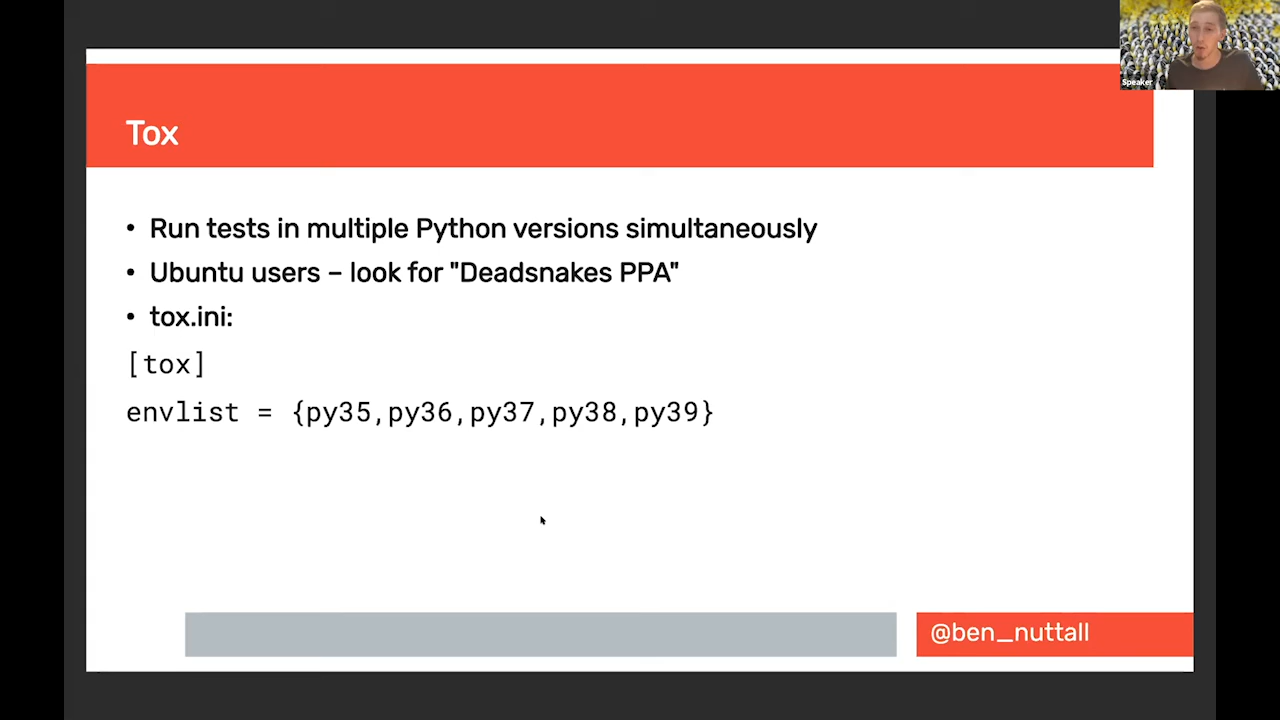 Speaker
Tox
• Run tests in multiple Python versions simultaneously
• Ubuntu users – look for "Deadsnakes PPA"
• tox.ini:
[tox]
envlist = {py35,py36,py37,py38,py39}
@ben_nuttall